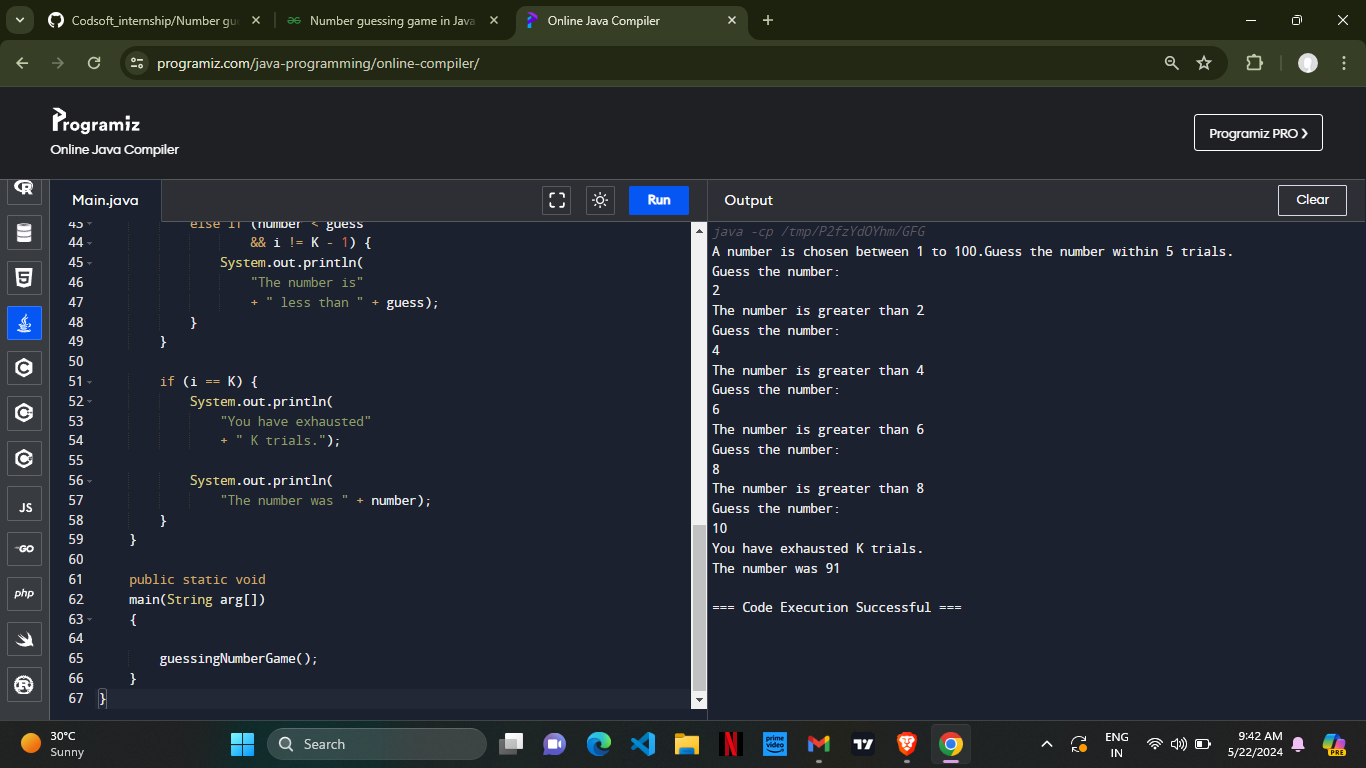 Codsoft_internship/Number gu
Number guessing game in Java
Online Java Compiler
programiz.com/java-programming/online-compiler/
Programiz
Online Java Compiler
Programiz PRO
Main.java
Run
Output
Clear
43 else if (number < guess
44 && i != K - 1) {
45 System.out.println(
46 "The number is"
47 + " less than " + guess);
48 }
49 }
50
51 if (i == K) {
52 System.out.println(
53 "You have exhausted"
54 + " K trials.");
55
56 System.out.println(
57 "The number was " + number);
58 }
59 }
60
61 public static void
62 main(String arg[])
63 {
64
65 guessingNumberGame();
66 }
67 }
java -cp /tmp/P2fzYdOYhm/GFG
A number is chosen between 1 to 100.Guess the number within 5 trials.
Guess the number:
2
The number is greater than 2
Guess the number:
4
The number is greater than 4
Guess the number:
6
The number is greater than 6
Guess the number:
8
The number is greater than 8
Guess the number:
10
You have exhausted K trials.
The number was 91
=== Code Execution Successful ===
R
5
C
C
C
JS
GO
php
R
30°C
Sunny
Search
N
prime video
ENG
IN
9:42 AM
5/22/2024
PRE